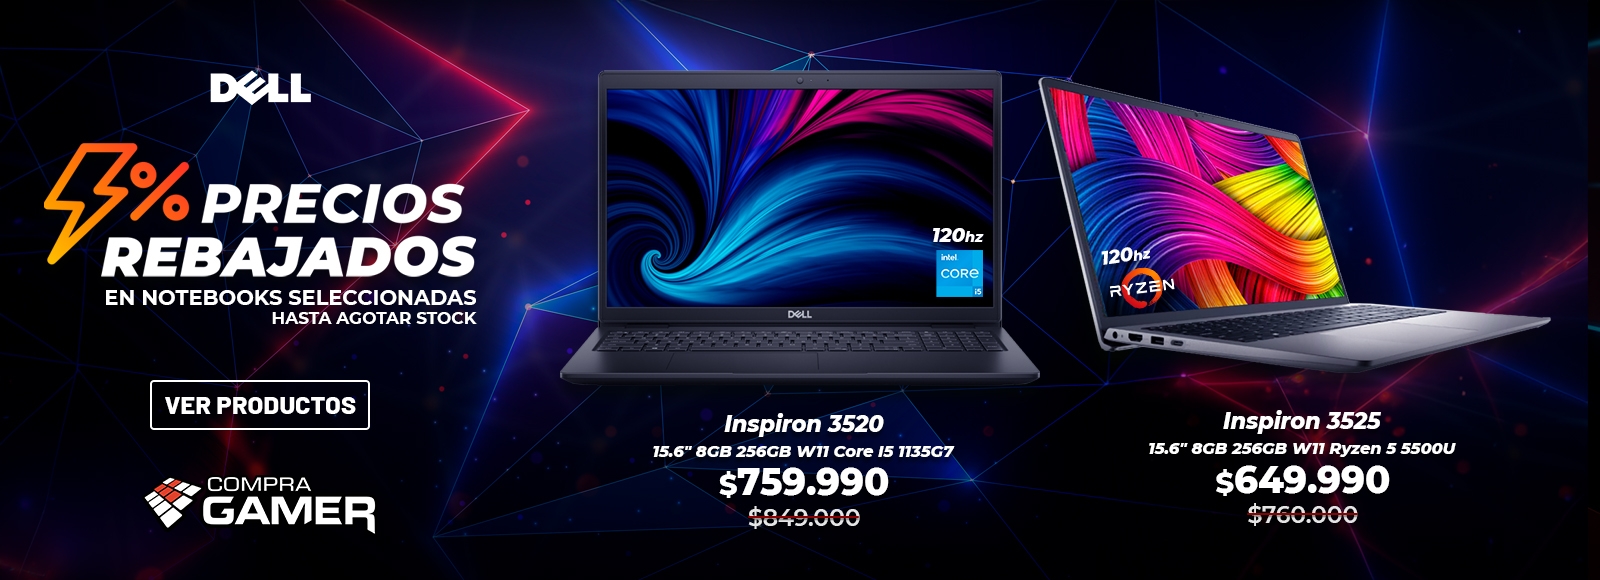 DELL
% PRECIOS
REBAJADOS
EN NOTEBOOKS SELECCIONADAS
HASTA AGOTAR STOCK
VER PRODUCTOS
COMPRA
GAMER
120hz
intel
CORE
i5
DELL
Inspiron 3520
15.6" 8GB 256GB W11 Core I5 1135G7
$759.990
$849.000
120hz
RYZEN
Inspiron 3525
15.6" 8GB 256GB W11 Ryzen 5 5500U
$649.990
$760.000